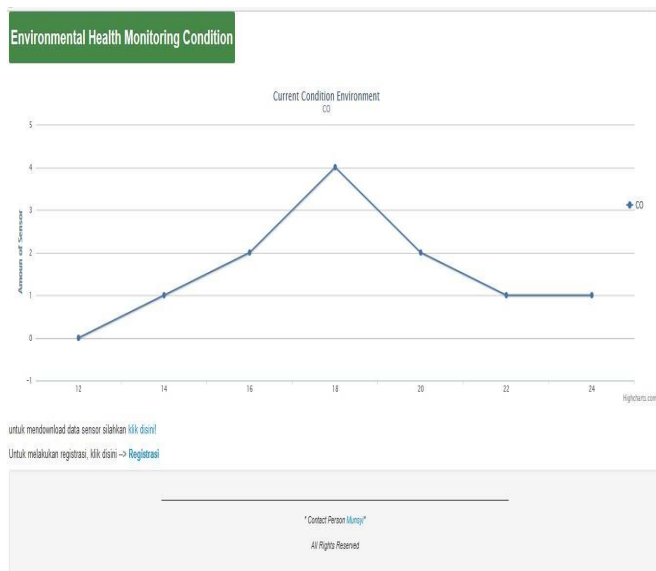 Environmental Health Monitoring Condition
Current Condition Environment
CO
5
4
3
2
1
0
-1
Amoun of Sensor
12 14 16 18 20 22 24
CO
Highcharts.com
untuk mendownload data sensor silahkan klik disini!
Untuk melakukan registrasi, klik disini --> Registrasi
" Contact Person Munsyi"
All Rights Reserved